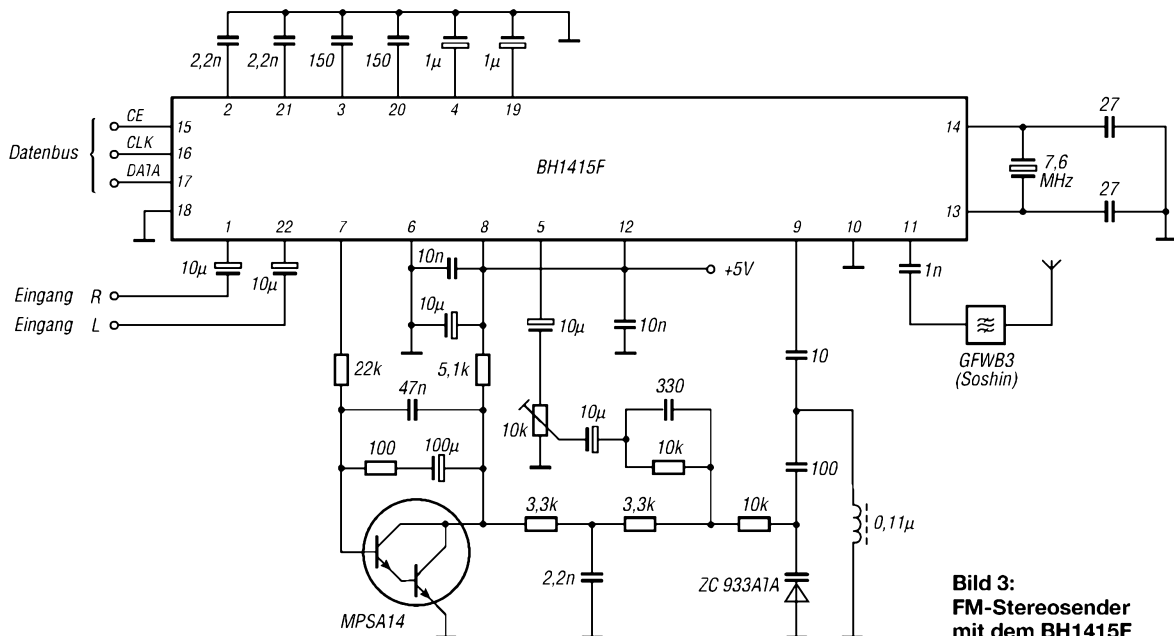 2,2n 2,2n 150 150 1µ 1µ
2 21 3 20 4 19
Datenbus
CE 15
CLK 16
DATA 17
18
BH1415F
14
13
27
7,6
MHz
27
1 22 7 6 8 5 12 9 10 11
10µ
10µ
Eingang R
Eingang L
10n
+5V
1n
10µ
10µ
10n
GFWB3
(Soshin)
22k
5,1k
10
47n
330
10k
10µ
100
100µ
10k
100
3,3k
3,3k
10k
0,11µ
2,2n
ZC 933A1A
MPSA14
Bild 3:
FM-Stereosender
mit dem BH1415F